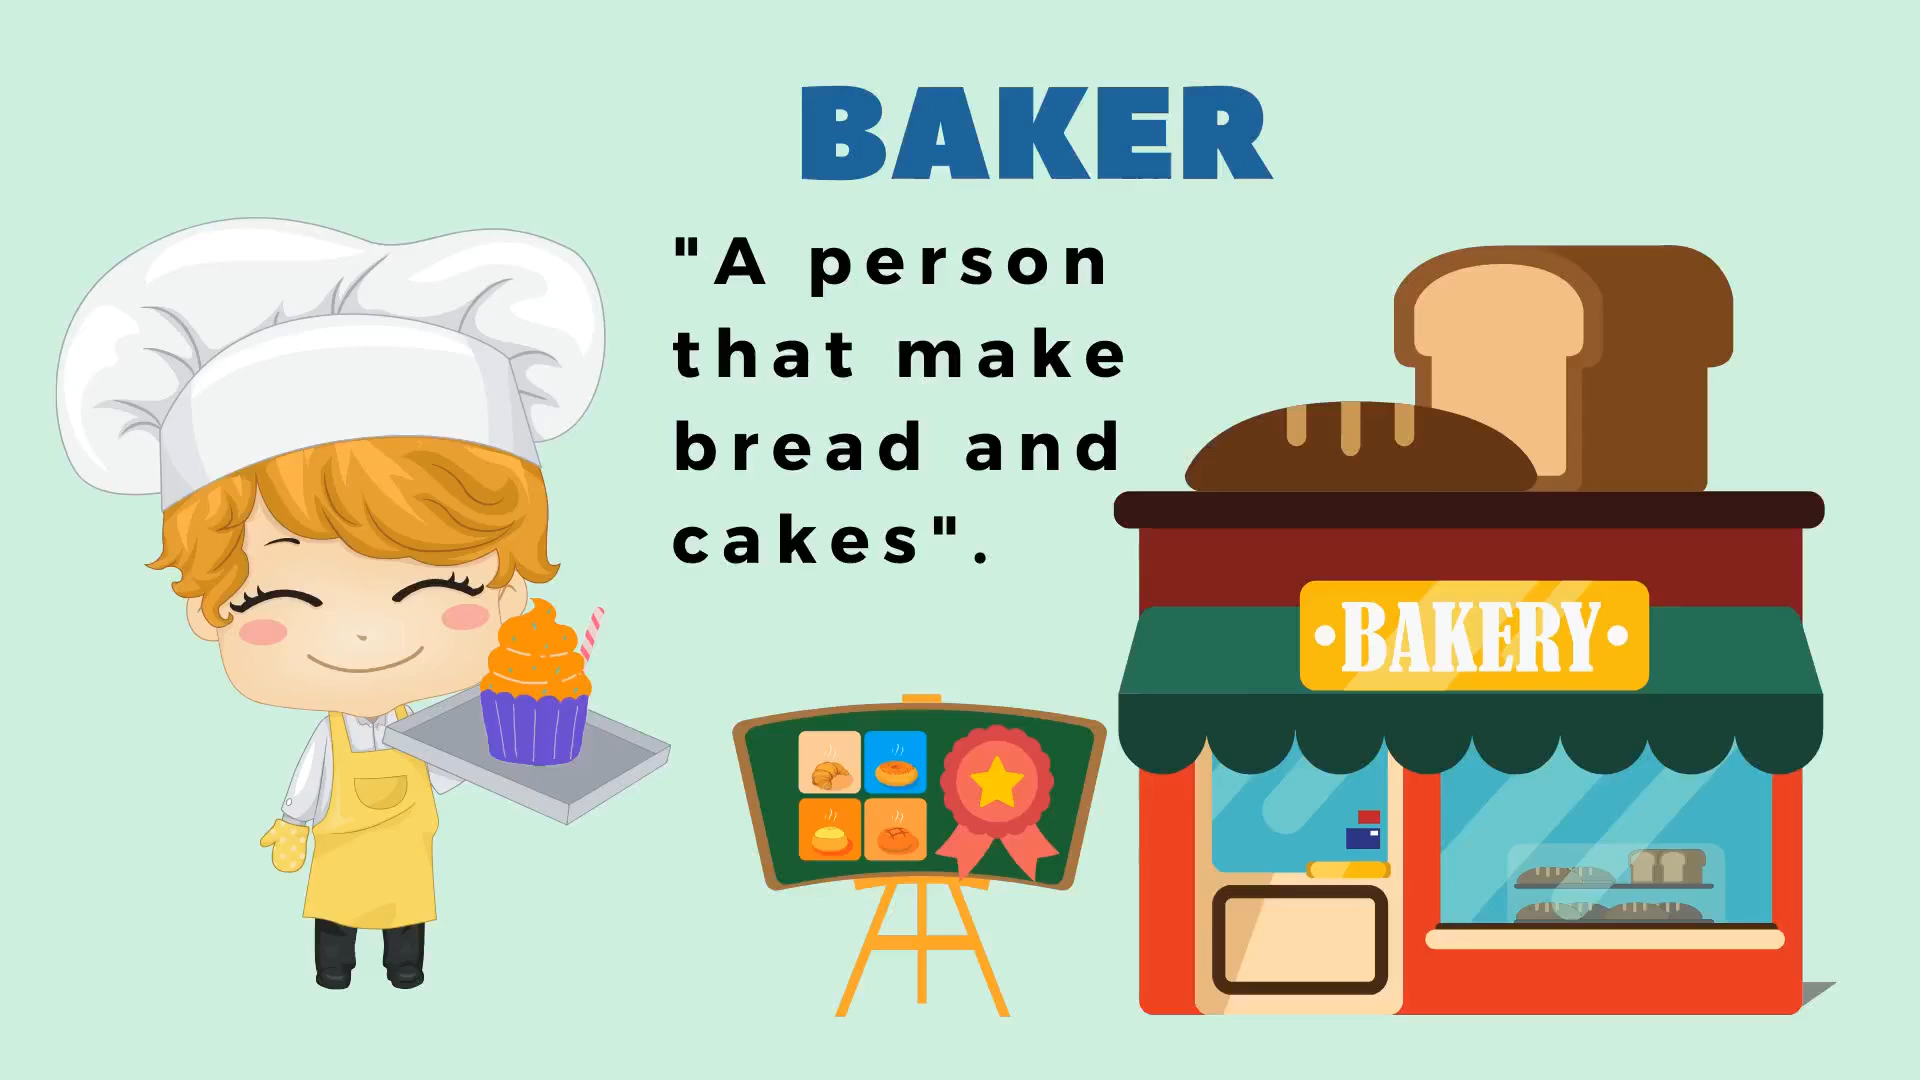 BAKER
"A person
that make
bread and
cakes".
•BAKERY•